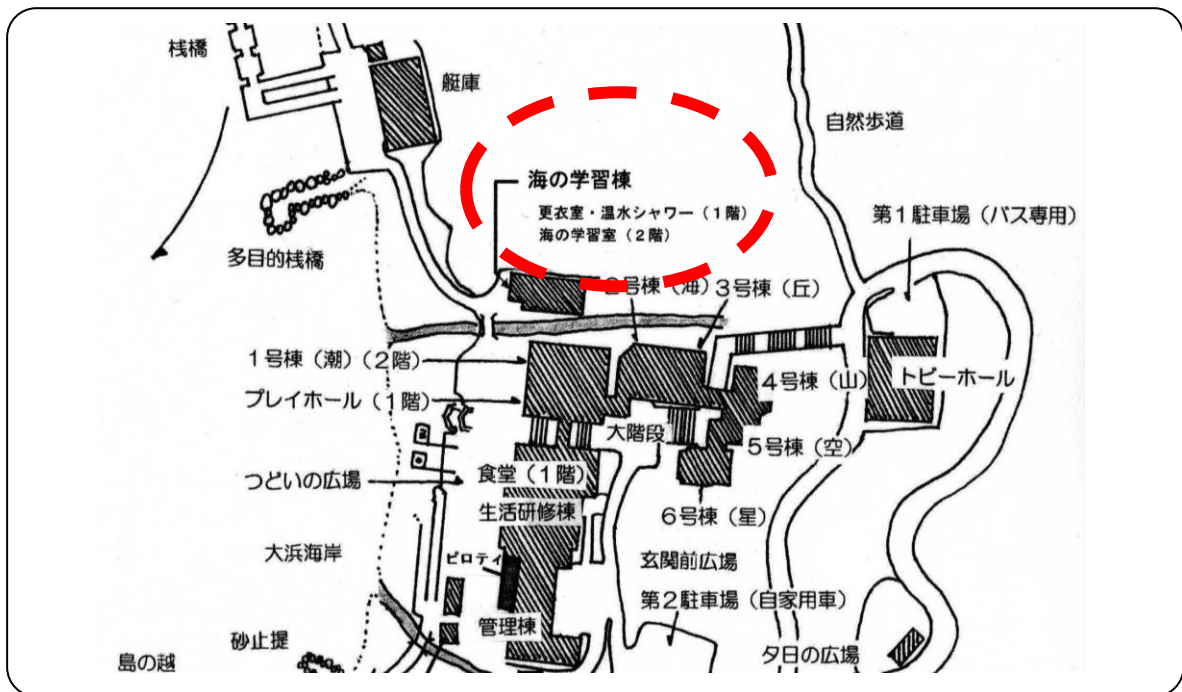 桟橋
艇庫
自然歩道
海の学習棟
更衣室・温水シャワー(1階)
海の学習室(2階)
第1駐車場(バス専用)
多目的桟橋
2号棟(海)
3号棟(丘)
1号棟(潮)(2階)
プレイホール(1階)
4号棟(山)
トビーホール
大階段
5号棟(空)
つどいの広場
食堂(1階)
生活研修棟
6号棟(星)
大浜海岸
ピロティ
玄関前広場
第2駐車場(自家用車)
管理棟
砂止提
夕日の広場
島の越